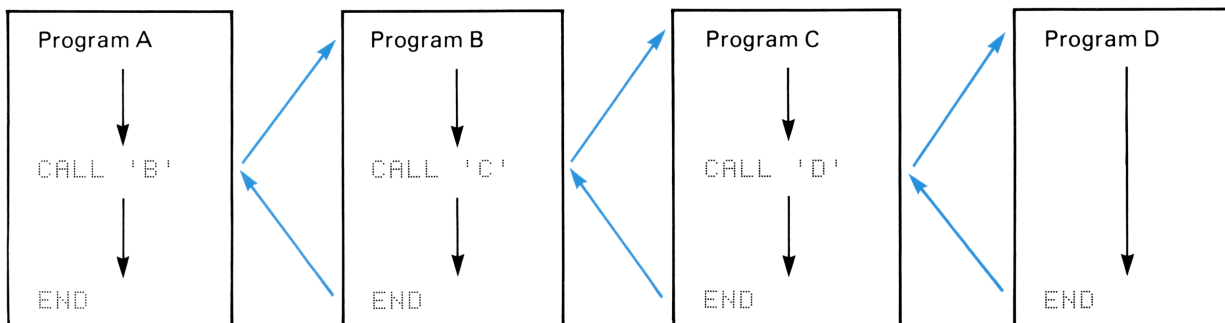 Program A
CALL 'B'
END
Program B
CALL 'C'
END
Program C
CALL 'D'
END
Program D
END